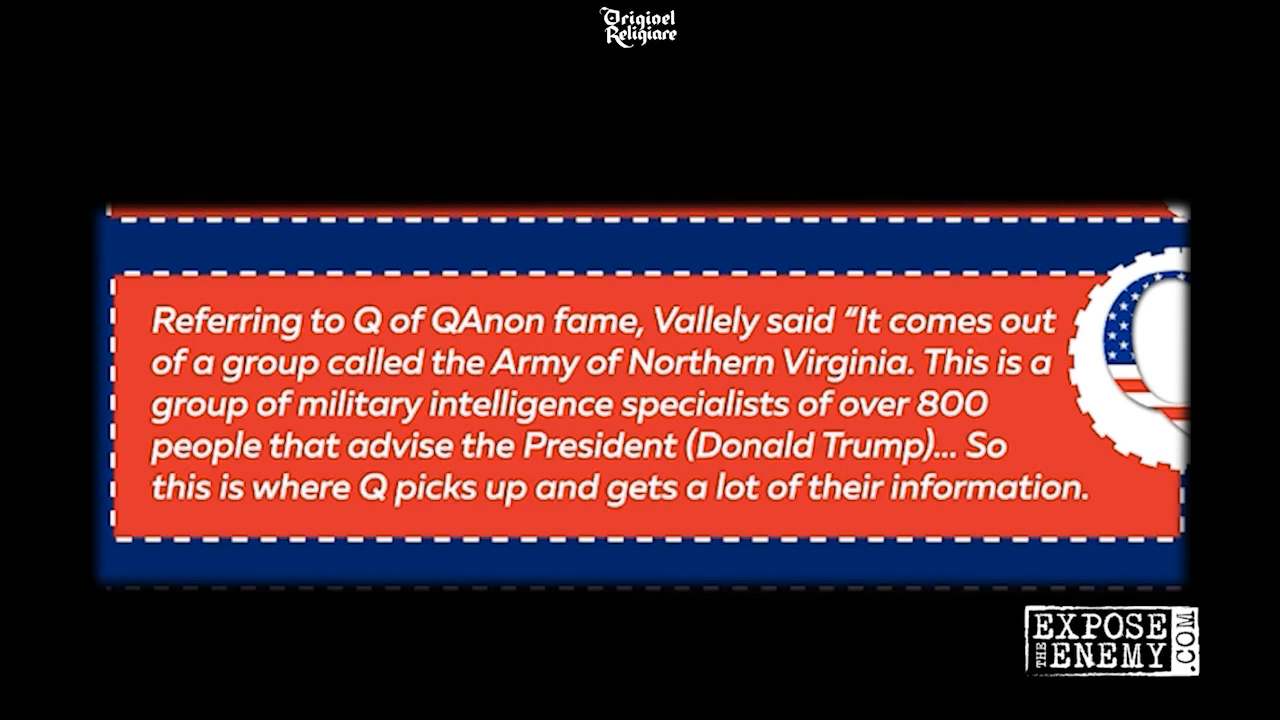 Origioel
Religiare
Referring to Q of QAnon fame, Vallely said “It comes out
of a group called the Army of Northern Virginia. This is a
group of military intelligence specialists of over 800
people that advise the President (Donald Trump)... So
this is where Q picks up and gets a lot of their information.
EXPOSE
THE ENEMY .COM